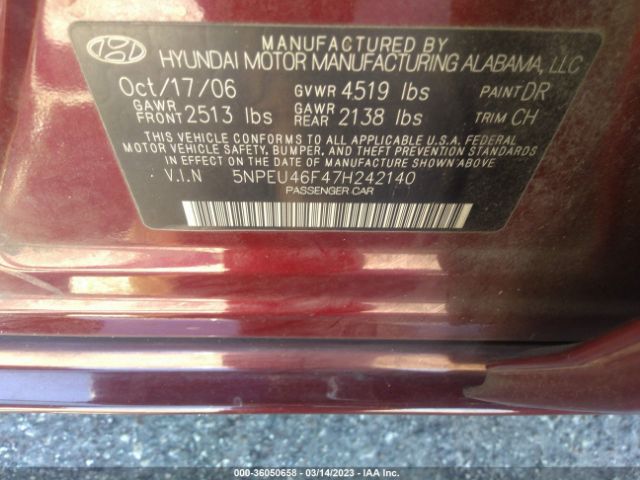 MANUFACTURED BY
HYUNDAI MOTOR MANUFACTURING ALABAMA, LLC
Oct/17/06 GVWR 4519 lbs PAINT DR
GAWR FRONT 2513 lbs GAWR REAR 2138 lbs TRIM CH
THIS VEHICLE CONFORMS TO ALL APPLICABLE U.S.A. FEDERAL
MOTOR VEHICLE SAFETY, BUMPER, AND THEFT PREVENTION STANDARDS
IN EFFECT ON THE DATE OF MANUFACTURE SHOWN ABOVE.
V.I.N 5NPEU46F47H242140
PASSENGER CAR
000-36050658 - 03/14/2023 - IAA Inc.